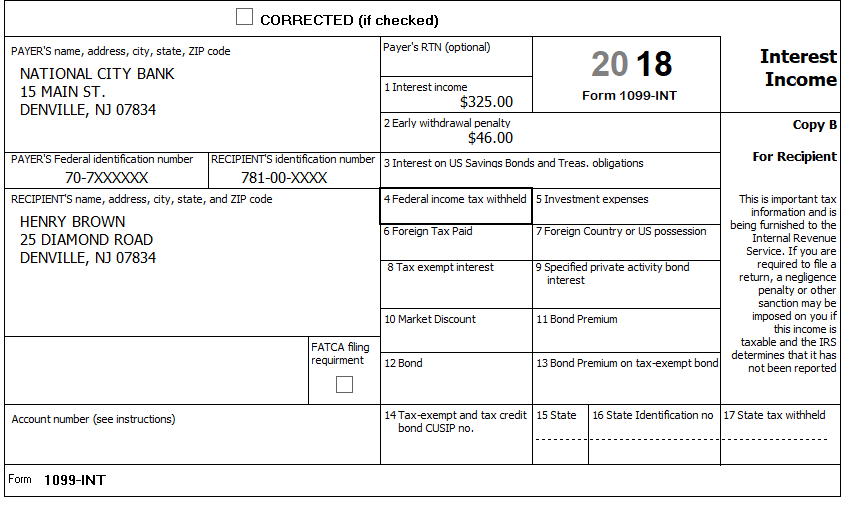 CORRECTED (if checked)
PAYER'S name, address, city, state, ZIP code
NATIONAL CITY BANK
15 MAIN ST.
DENVILLE, NJ 07834
Payer's RTN (optional)
1 Interest income
$325.00
2018
Form 1099-INT
Interest
Income
2 Early withdrawal penalty
$46.00
Copy B
PAYER'S Federal identification number
70-7XXXXXX
RECIPIENT'S identification number
781-00-XXXX
3 Interest on US Savings Bonds and Treas. obligations
For Recipient
RECIPIENT'S name, address, city, state, and ZIP code
HENRY BROWN
25 DIAMOND ROAD
DENVILLE, NJ 07834
4 Federal income tax withheld
5 Investment expenses
6 Foreign Tax Paid
7 Foreign Country or US possession
8 Tax exempt interest
9 Specified private activity bond
interest
10 Market Discount
11 Bond Premium
12 Bond
13 Bond Premium on tax-exempt bond
This is important tax
information and is
being furnished to the
Internal Revenue
Service. If you are
required to file a
return, a negligence
penalty or other
sanction may be
imposed on you if
this income is
taxable and the IRS
determines that it has
not been reported
FATCA filing
requirment
Account number (see instructions)
14 Tax-exempt and tax credit
bond CUSIP no.
15 State
16 State Identification no
17 State tax withheld
Form 1099-INT